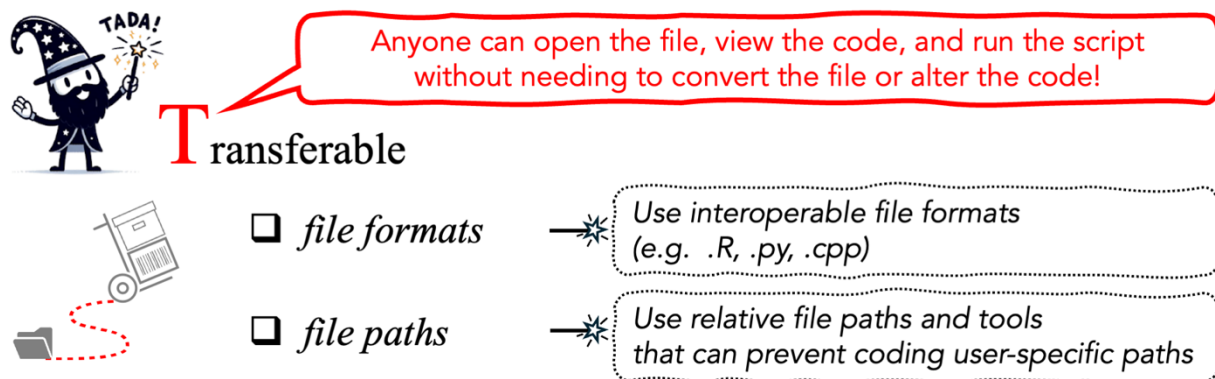 TADA!
Anyone can open the file, view the code, and run the script
without needing to convert the file or alter the code!
Transferable
❑ file formats
Use interoperable file formats
(e.g. .R, .py, .cpp)
❑ file paths
Use relative file paths and tools
that can prevent coding user-specific paths